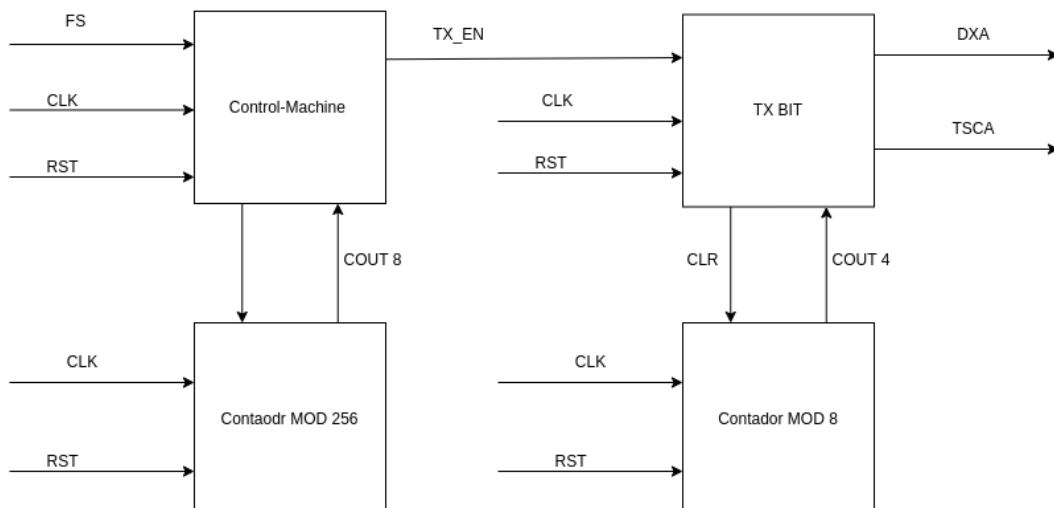 FS
TX_EN
DXA
CLK
Control-Machine
CLK
TX BIT
TSCA
RST
RST
COUT 8
CLR
COUT 4
CLK
CLK
Contaodr MOD 256
Contador MOD 8
RST
RST